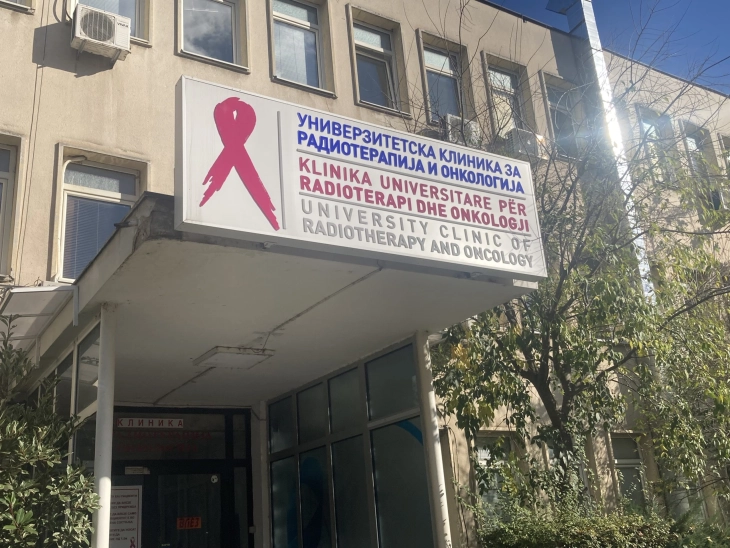 УНИВЕРЗИТЕТСКА КЛИНИКА ЗА
РАДИОТЕРАПИЈА И ОНКОЛОГИЈА
KLINIKA UNIVERSITARE PËR
RADIOTERAPI DHE ONKOLOGJI
UNIVERSITY CLINIC OF
RADIOTHERAPY AND ONCOLOGY
КЛИНИКА